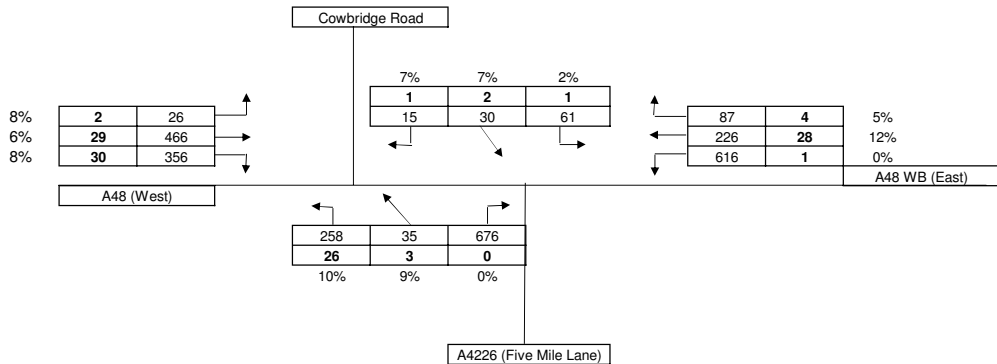 Cowbridge Road
7% 7% 2%
1 2 1
15 30 61
8% 2 26
6% 29 466
8% 30 356
87 4 5%
226 28 12%
616 1 0%
A48 WB (East)
A48 (West)
258 35 676
26 3 0
10% 9% 0%
A4226 (Five Mile Lane)